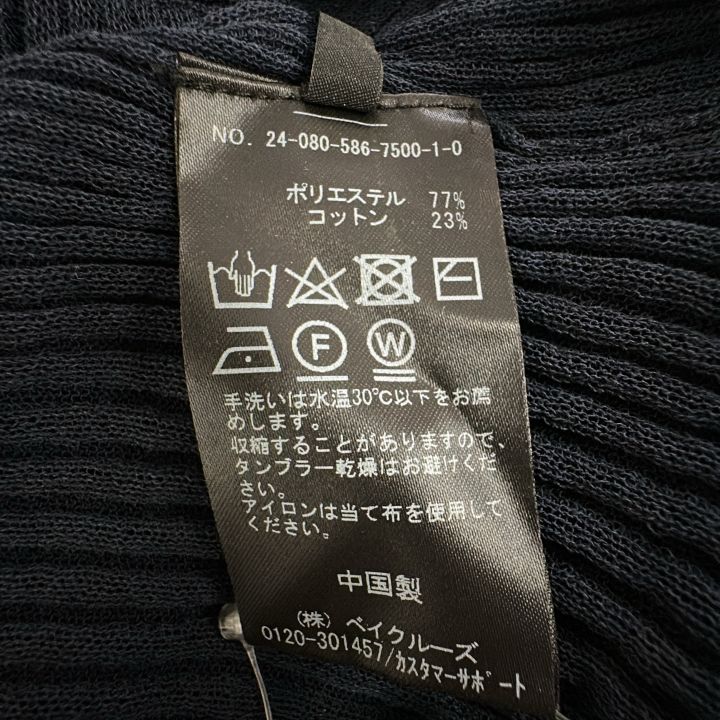 NO. 24-080-586-7500-1-0
ポリエステル 77%
コットン 23%
F W
手洗いは水温30℃以下をお薦
めします。
収縮することがありますので、
タンブラー乾燥はお避けくだ
さい。
アイロンは当て布を使用して
ください。
中国製
(株) ベイクルーズ
0120-301457/カスタマーサポート